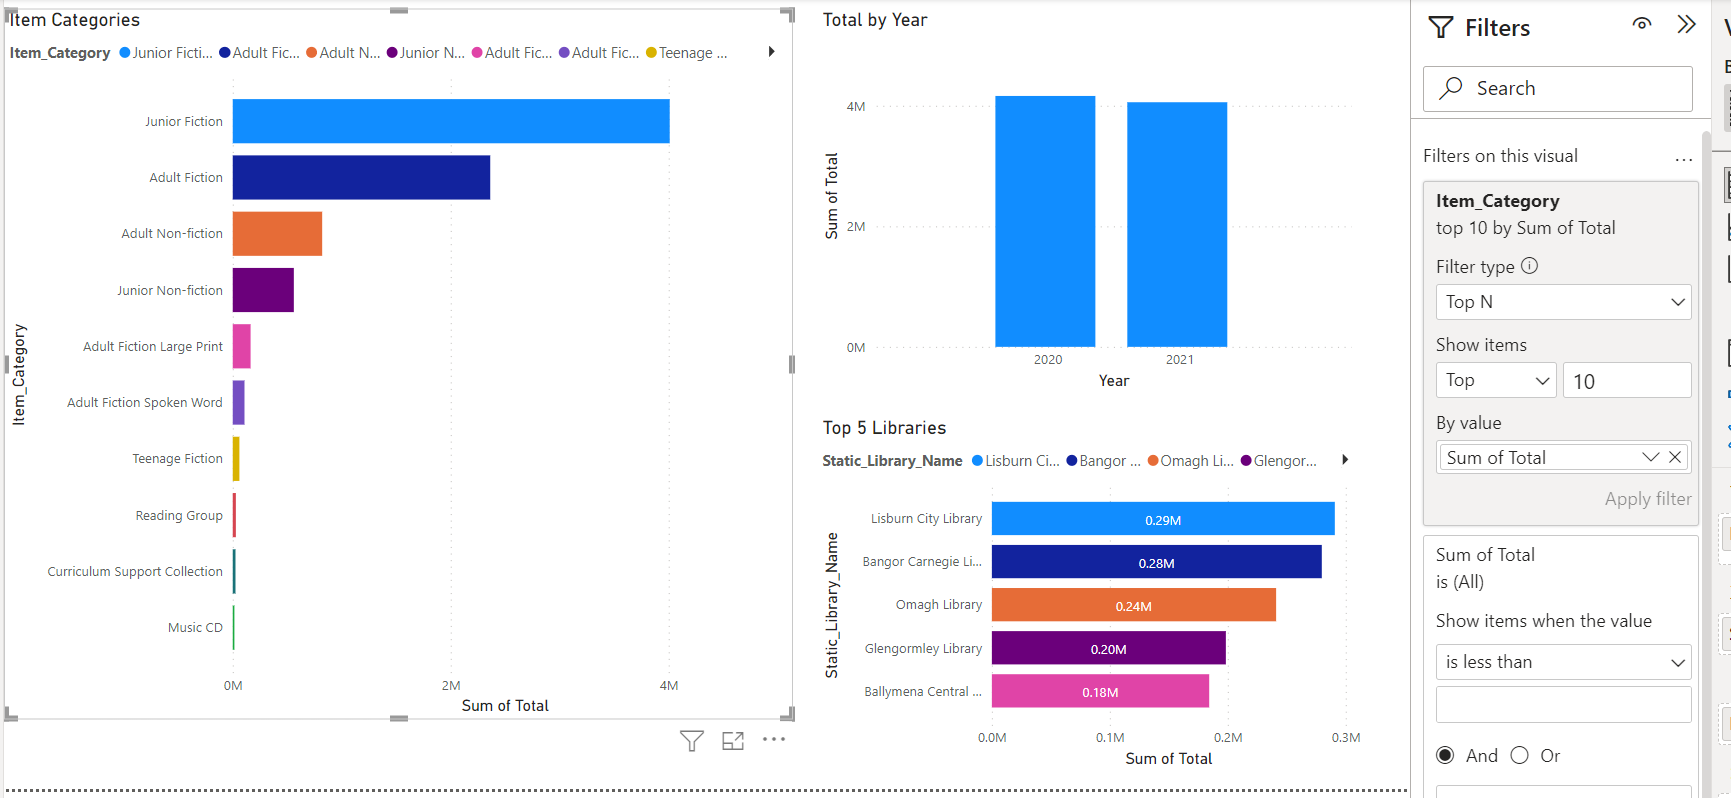 Item Categories
Item_Category Junior Ficti... Adult Fic... Adult N... Junior N... Adult Fic... Adult Fic... Teenage ...
Junior Fiction
Adult Fiction
Adult Non-fiction
Junior Non-fiction
Adult Fiction Large Print
Adult Fiction Spoken Word
Teenage Fiction
Reading Group
Curriculum Support Collection
Music CD
Item_Category
0M 2M 4M
Sum of Total
Total by Year
4M
2M
0M
Sum of Total
2020 2021
Year
Top 5 Libraries
Static_Library_Name Lisburn Ci... Bangor ... Omagh Li... Glengor...
Lisburn City Library 0.29M
Bangor Carnegie Li... 0.28M
Omagh Library 0.24M
Glengormley Library 0.20M
Ballymena Central ... 0.18M
Static_Library_Name
0.0M 0.1M 0.2M 0.3M
Sum of Total
Filters
Search
Filters on this visual ...
Item_Category
top 10 by Sum of Total
Filter type
Top N
Show items
Top 10
By value
Sum of Total
Apply filter
Sum of Total
is (All)
Show items when the value
is less than
And Or